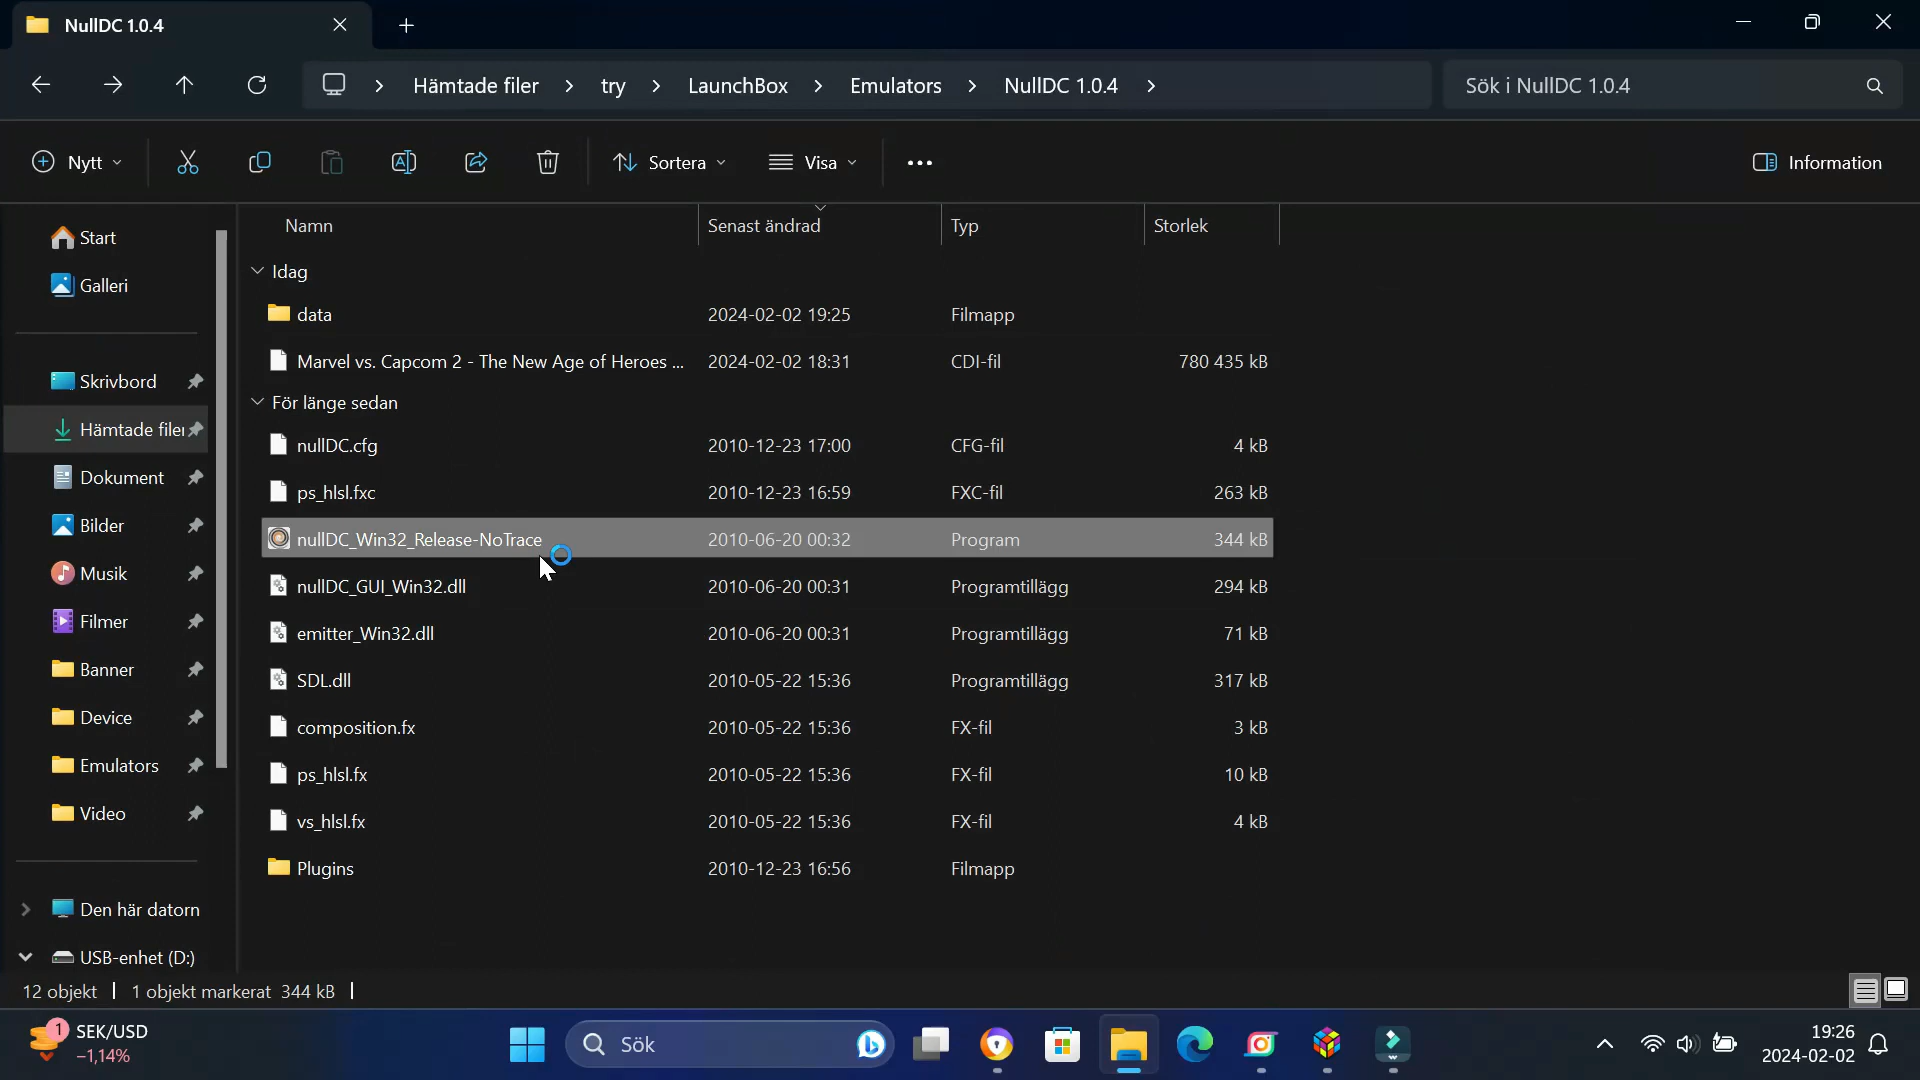 NullDC 1.0.4
Hämtade filer > try > LaunchBox > Emulators > NullDC 1.0.4 >
Sök i NullDC 1.0.4
Nytt
Sortera
Visa
Information
Namn Senast ändrad Typ Storlek
Start
Galleri
Skrivbord
Hämtade filer
Dokument
Bilder
Musik
Filmer
Banner
Device
Emulators
Video
Den här datorn
USB-enhet (D:)
Idag
data 2024-02-02 19:25 Filmapp
Marvel vs. Capcom 2 - The New Age of Heroes ... 2024-02-02 18:31 CDI-fil 780 435 kB
För länge sedan
nullDC.cfg 2010-12-23 17:00 CFG-fil 4 kB
ps_hlsl.fxc 2010-12-23 16:59 FXC-fil 263 kB
nullDC_Win32_Release-NoTrace 2010-06-20 00:32 Program 344 kB
nullDC_GUI_Win32.dll 2010-06-20 00:31 Programtillägg 294 kB
emitter_Win32.dll 2010-06-20 00:31 Programtillägg 71 kB
SDL.dll 2010-05-22 15:36 Programtillägg 317 kB
composition.fx 2010-05-22 15:36 FX-fil 3 kB
ps_hlsl.fx 2010-05-22 15:36 FX-fil 10 kB
vs_hlsl.fx 2010-05-22 15:36 FX-fil 4 kB
Plugins 2010-12-23 16:56 Filmapp
12 objekt 1 objekt markerat 344 kB
1
SEK/USD
−1,14%
Sök
19:26
2024-02-02